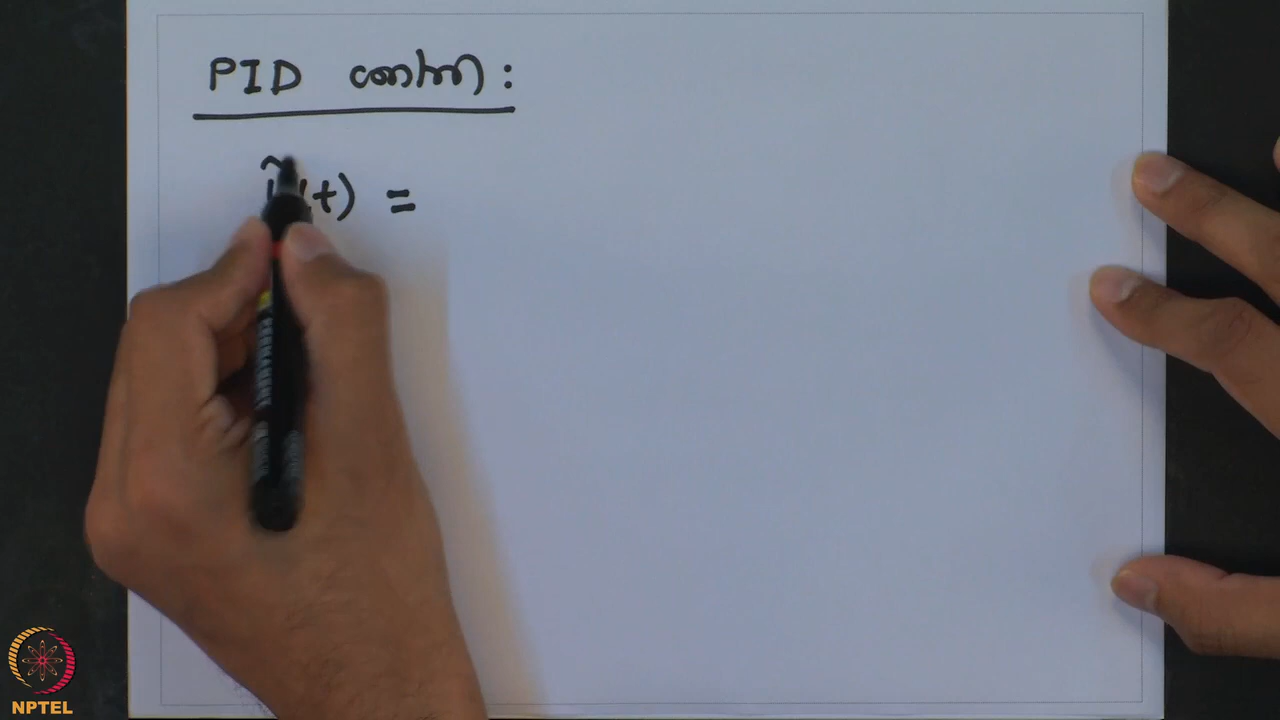 PID control:
(t) =
NPTEL